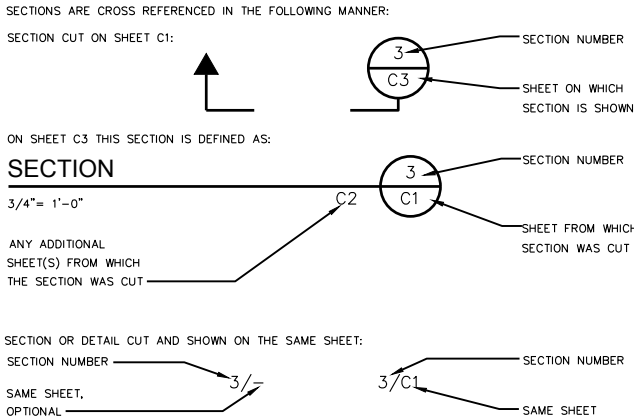 SECTIONS ARE CROSS REFERENCED IN THE FOLLOWING MANNER:
SECTION CUT ON SHEET C1:
3
SECTION NUMBER
C3
SHEET ON WHICH
SECTION IS SHOWN
ON SHEET C3 THIS SECTION IS DEFINED AS:
SECTION
3
SECTION NUMBER
3/4"= 1'-0"
C2
C1
SHEET FROM WHICH
SECTION WAS CUT
ANY ADDITIONAL
SHEET(S) FROM WHICH
THE SECTION WAS CUT
SECTION OR DETAIL CUT AND SHOWN ON THE SAME SHEET:
SECTION NUMBER
3/-
3/C1
SECTION NUMBER
SAME SHEET,
OPTIONAL
SAME SHEET